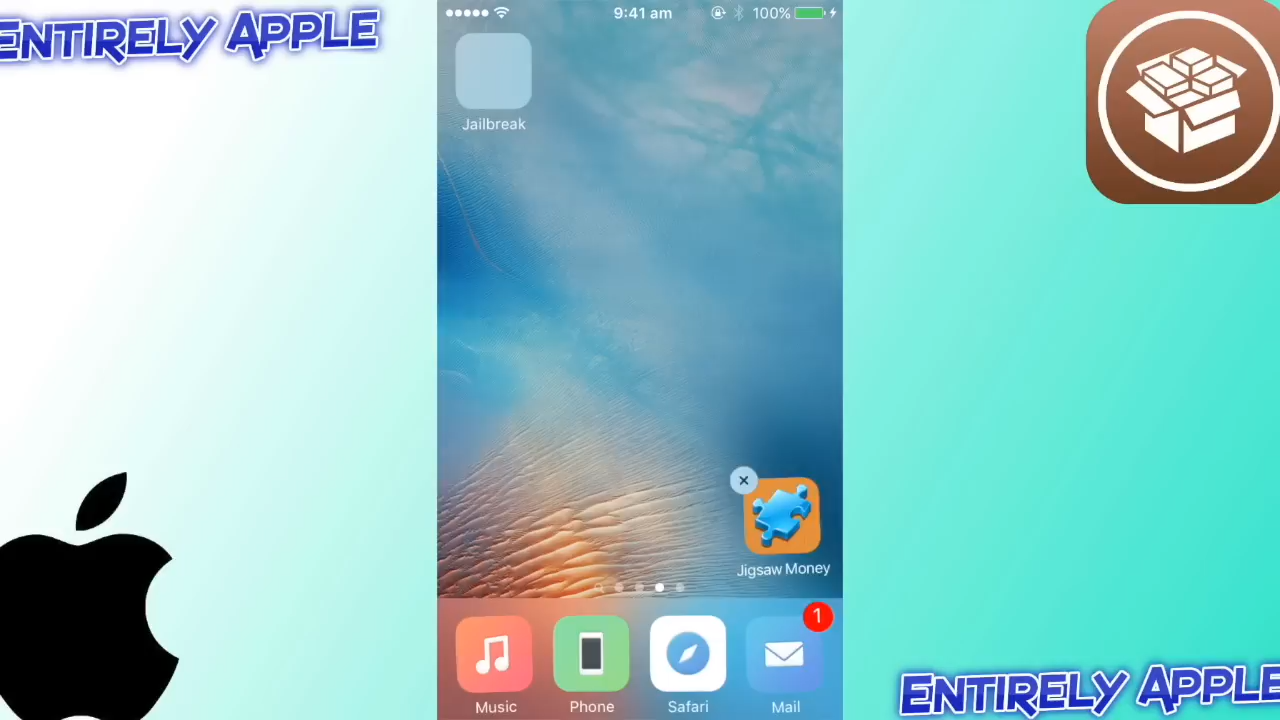 ENTIRELY APPLE
9:41 am
100%
Jailbreak
Jigsaw Money
1
Music
Phone
Safari
Mail
ENTIRELY APPLE